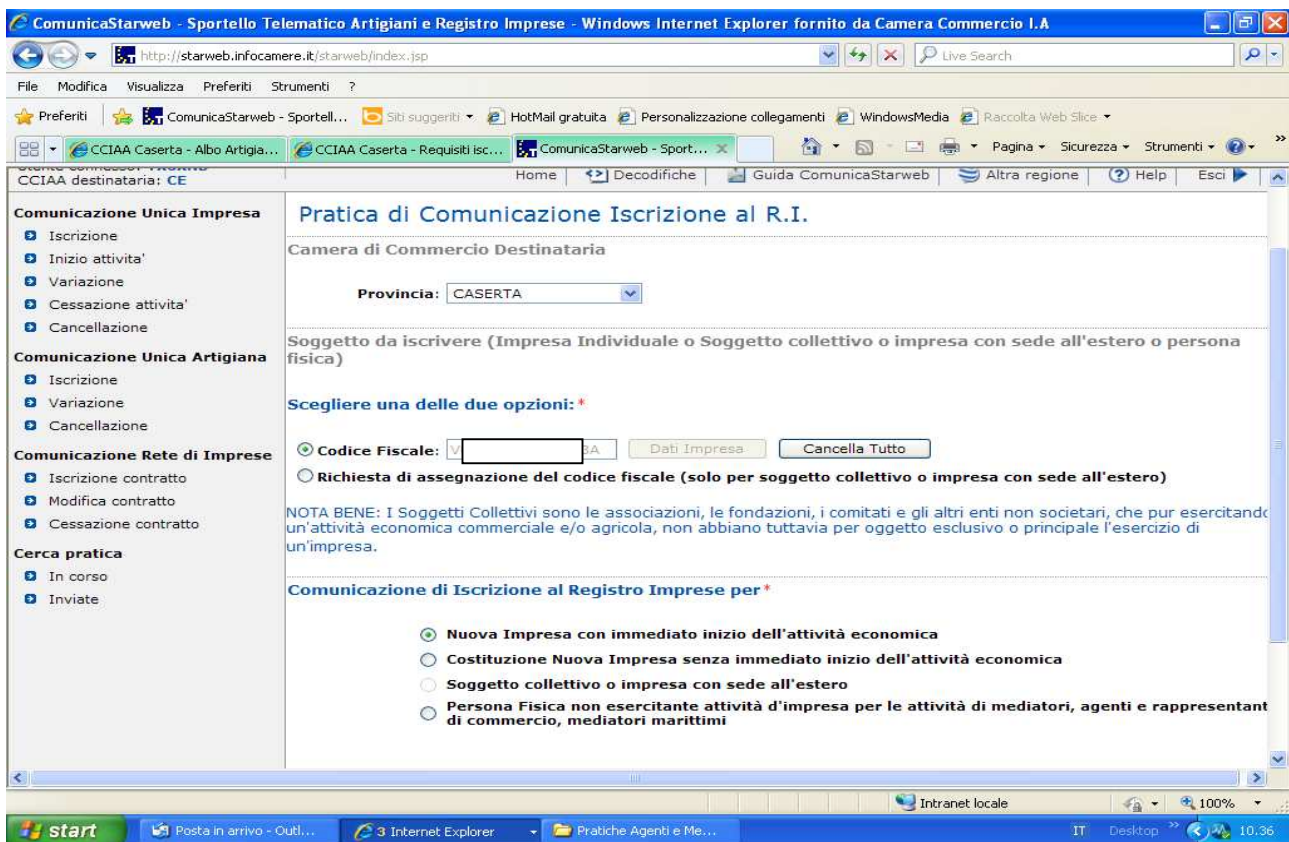 ComunicaStarweb - Sportello Telematico Artigiani e Registro Imprese - Windows Internet Explorer fornito da Camera Commercio I.A
http://starweb.infocamere.it/starweb/index.jsp
Live Search
File Modifica Visualizza Preferiti Strumenti ?
Preferiti ComunicaStarweb - Sportell... Siti suggeriti HotMail gratuita Personalizzazione collegamenti WindowsMedia Raccolta Web Slice
CCIAA Caserta - Albo Artigia... CCIAA Caserta - Requisiti isc... ComunicaStarweb - Sport... Pagina Sicurezza Strumenti »
CCIAA destinataria: CE
Home Decodifiche Guida ComunicaStarweb Altra regione Help Esci
Comunicazione Unica Impresa
Iscrizione
Inizio attivita'
Variazione
Cessazione attivita'
Cancellazione
Comunicazione Unica Artigiana
Iscrizione
Variazione
Cancellazione
Comunicazione Rete di Imprese
Iscrizione contratto
Modifica contratto
Cessazione contratto
Cerca pratica
In corso
Inviate
Pratica di Comunicazione Iscrizione al R.I.
Camera di Commercio Destinataria
Provincia: CASERTA
Soggetto da iscrivere (Impresa Individuale o Soggetto collettivo o impresa con sede all'estero o persona
fisica)
Scegliere una delle due opzioni:*
Codice Fiscale: V BA Dati Impresa Cancella Tutto
Richiesta di assegnazione del codice fiscale (solo per soggetto collettivo o impresa con sede all'estero)
NOTA BENE: I Soggetti Collettivi sono le associazioni, le fondazioni, i comitati e gli altri enti non societari, che pur esercitando
un'attività economica commerciale e/o agricola, non abbiano tuttavia per oggetto esclusivo o principale l'esercizio di
un'impresa.
Comunicazione di Iscrizione al Registro Imprese per*
Nuova Impresa con immediato inizio dell'attività economica
Costituzione Nuova Impresa senza immediato inizio dell'attività economica
Soggetto collettivo o impresa con sede all'estero
Persona Fisica non esercitante attività d'impresa per le attività di mediatori, agenti e rappresentant
di commercio, mediatori marittimi
Intranet locale 100%
start Posta in arrivo - Outl... 3 Internet Explorer Pratiche Agenti e Me... IT Desktop » 10.36